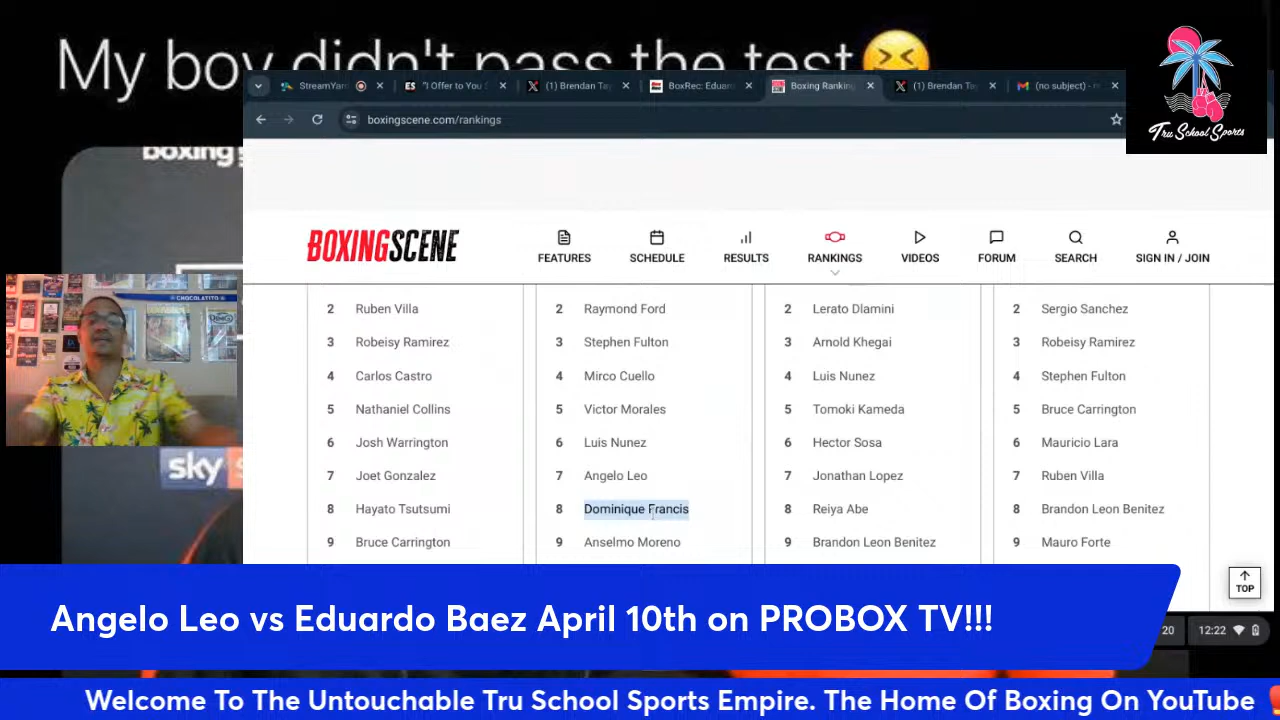 My boy didn't pass the test😆
StreamYar
"I Offer to You S
(1) Brendan Tay
BoxRec: Eduar
Boxing Ranking
(1) Brendan Toy
(no subject) - m
boxingscene.com/rankings
Tru School Sports
boxing
BOXINGSCENE
FEATURES
SCHEDULE
RESULTS
RANKINGS
VIDEOS
FORUM
SEARCH
SIGN IN / JOIN
2 Ruben Villa
3 Robeisy Ramirez
4 Carlos Castro
5 Nathaniel Collins
6 Josh Warrington
7 Joet Gonzalez
8 Hayato Tsutsumi
9 Bruce Carrington
2 Raymond Ford
3 Stephen Fulton
4 Mirco Cuello
5 Victor Morales
6 Luis Nunez
7 Angelo Leo
8 Dominique Francis
9 Anselmo Moreno
2 Lerato Dlamini
3 Arnold Khegai
4 Luis Nunez
5 Tomoki Kameda
6 Hector Sosa
7 Jonathan Lopez
8 Reiya Abe
9 Brandon Leon Benitez
2 Sergio Sanchez
3 Robeisy Ramirez
4 Stephen Fulton
5 Bruce Carrington
6 Mauricio Lara
7 Ruben Villa
8 Brandon Leon Benitez
9 Mauro Forte
CHOCOLATITO
sky s
TOP
20
12:22
Angelo Leo vs Eduardo Baez April 10th on PROBOX TV!!!
Welcome To The Untouchable Tru School Sports Empire. The Home Of Boxing On YouTube